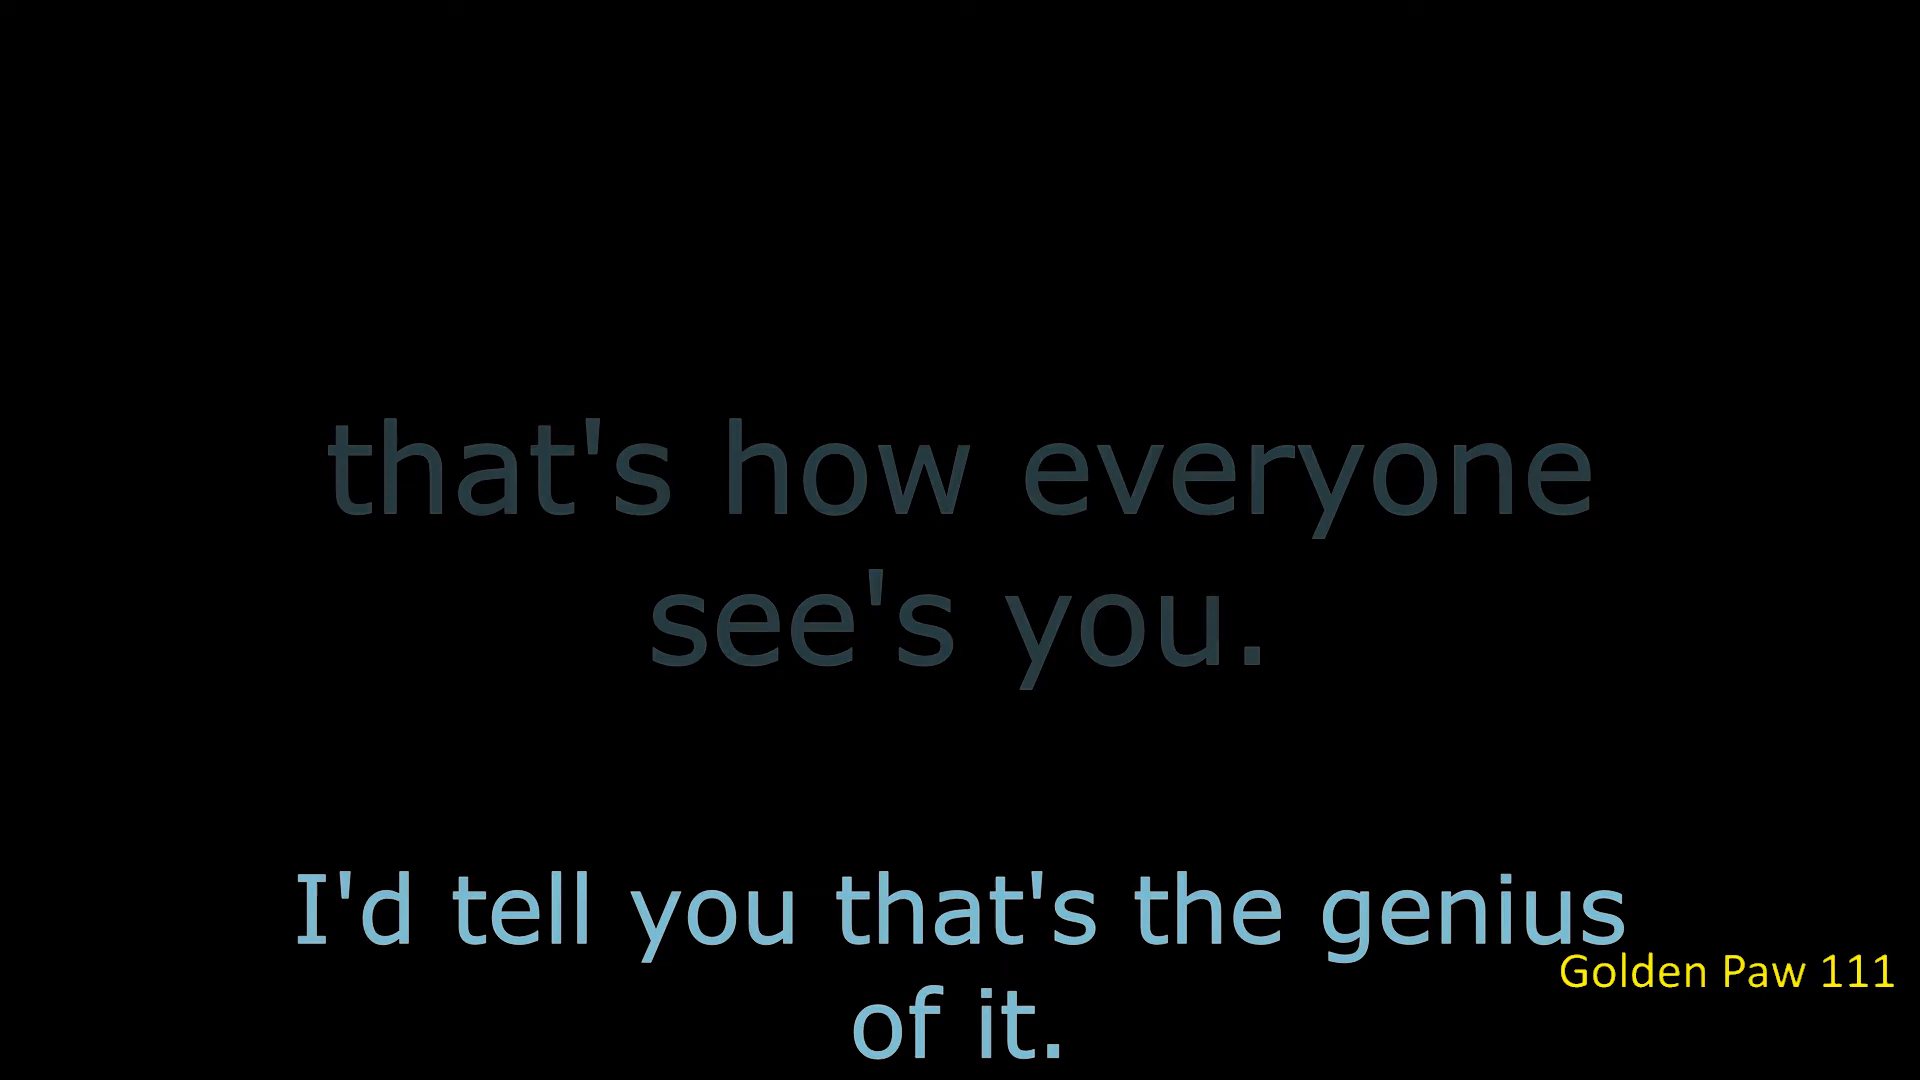 that's how everyone
see's you.
I'd tell you that's the genius
Golden Paw 111
of it.